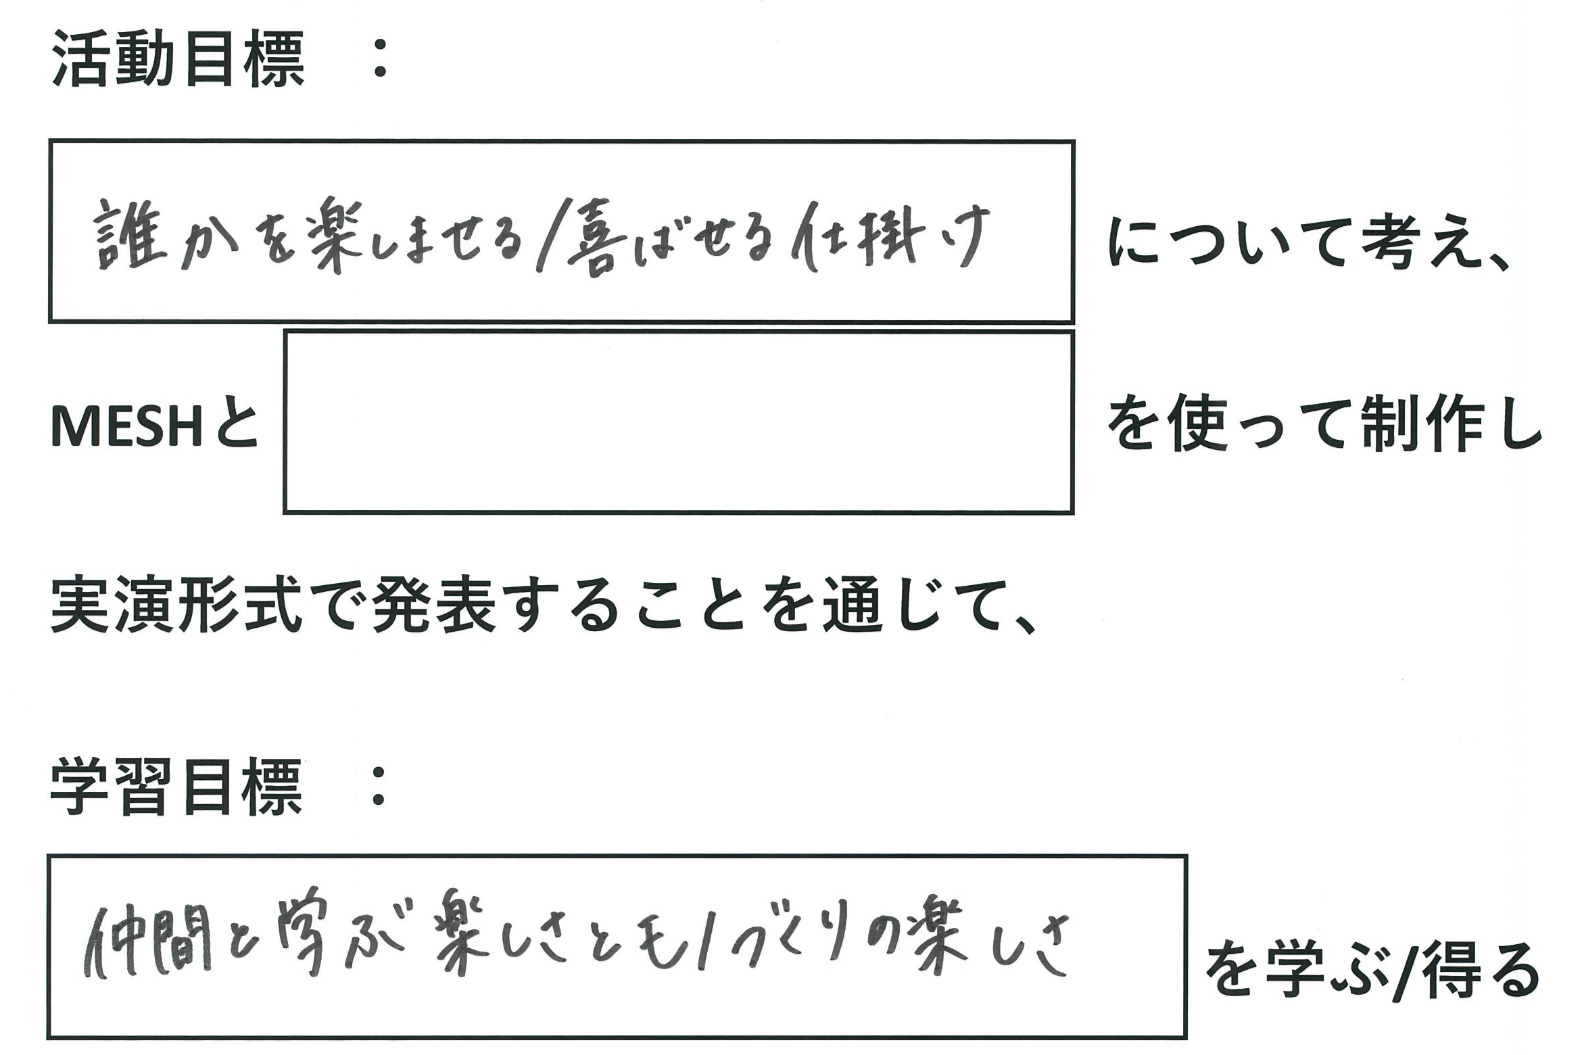 活動目標　：
誰かを楽しませる/喜ばせる仕掛け について考え、
MESHと を使って制作し
実演形式で発表することを通じて、
学習目標　：
仲間と学ぶ楽しさとモノづくりの楽しさ を学ぶ/得る